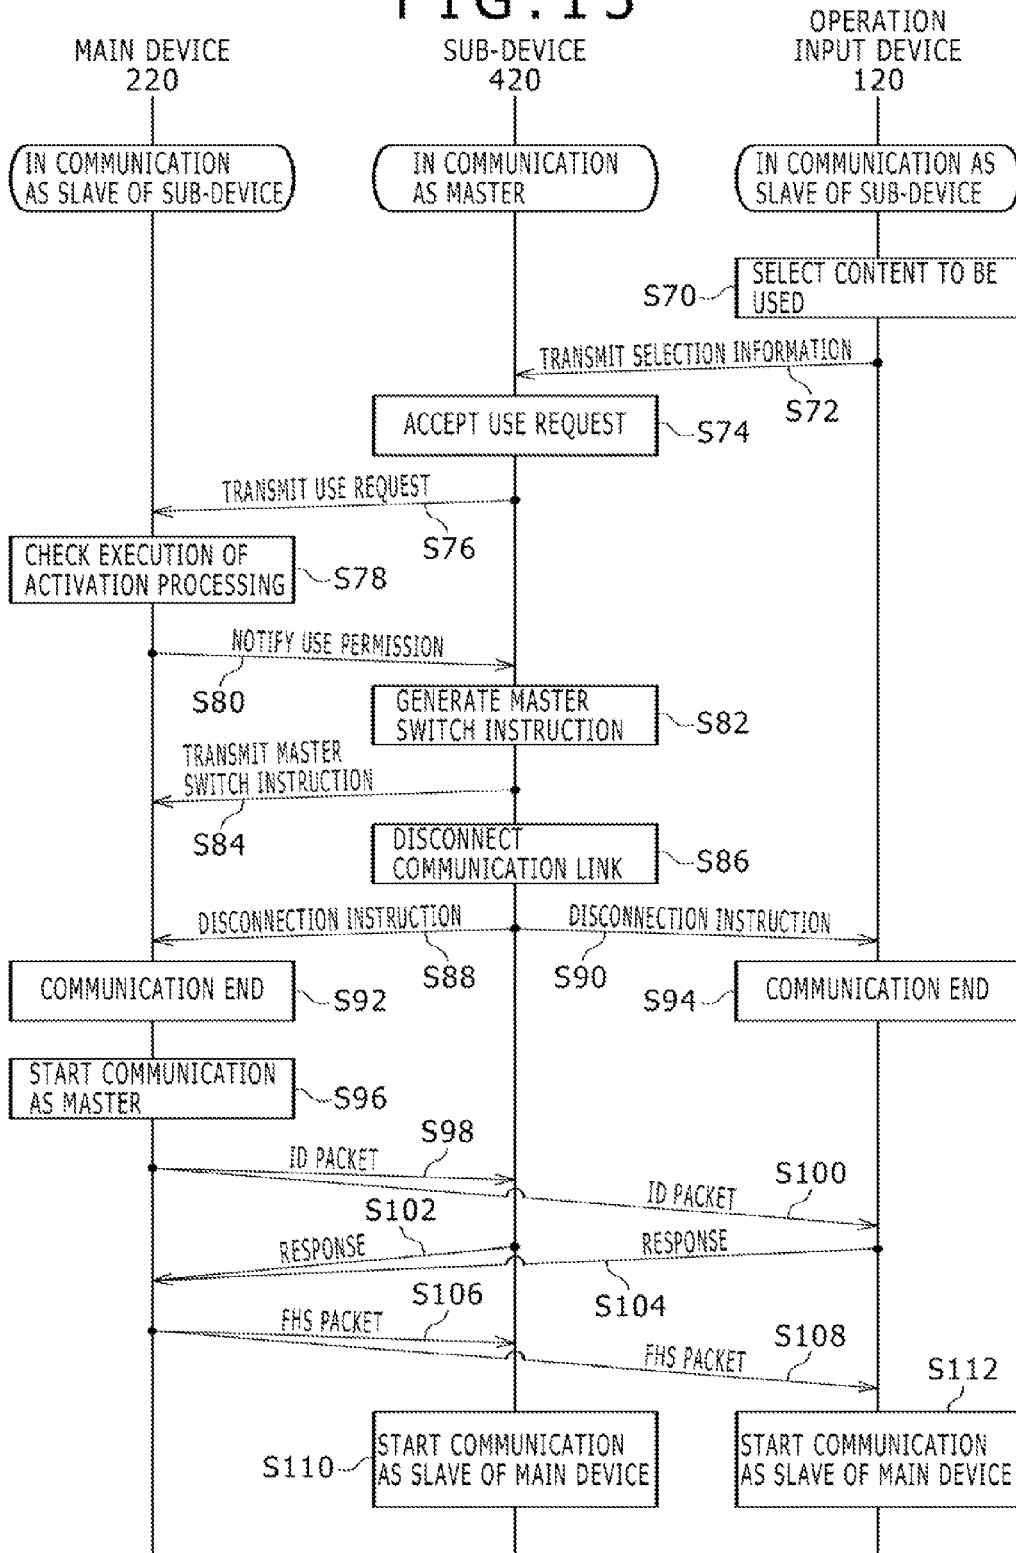 FIG.15
MAIN DEVICE
220
SUB-DEVICE
420
OPERATION
INPUT DEVICE
120
IN COMMUNICATION
AS SLAVE OF SUB-DEVICE
IN COMMUNICATION
AS MASTER
IN COMMUNICATION AS
SLAVE OF SUB-DEVICE
S70
SELECT CONTENT TO BE
USED
TRANSMIT SELECTION INFORMATION
S72
ACCEPT USE REQUEST
S74
TRANSMIT USE REQUEST
S76
CHECK EXECUTION OF
ACTIVATION PROCESSING
S78
NOTIFY USE PERMISSION
S80
GENERATE MASTER
SWITCH INSTRUCTION
S82
TRANSMIT MASTER
SWITCH INSTRUCTION
S84
DISCONNECT
COMMUNICATION LINK
S86
DISCONNECTION INSTRUCTION
DISCONNECTION INSTRUCTION
S88
S90
COMMUNICATION END
S92
S94
COMMUNICATION END
START COMMUNICATION
AS MASTER
S96
S98
ID PACKET
S100
ID PACKET
S102
RESPONSE
RESPONSE
S104
S106
FHS PACKET
S108
FHS PACKET
S112
S110
START COMMUNICATION
AS SLAVE OF MAIN DEVICE
START COMMUNICATION
AS SLAVE OF MAIN DEVICE